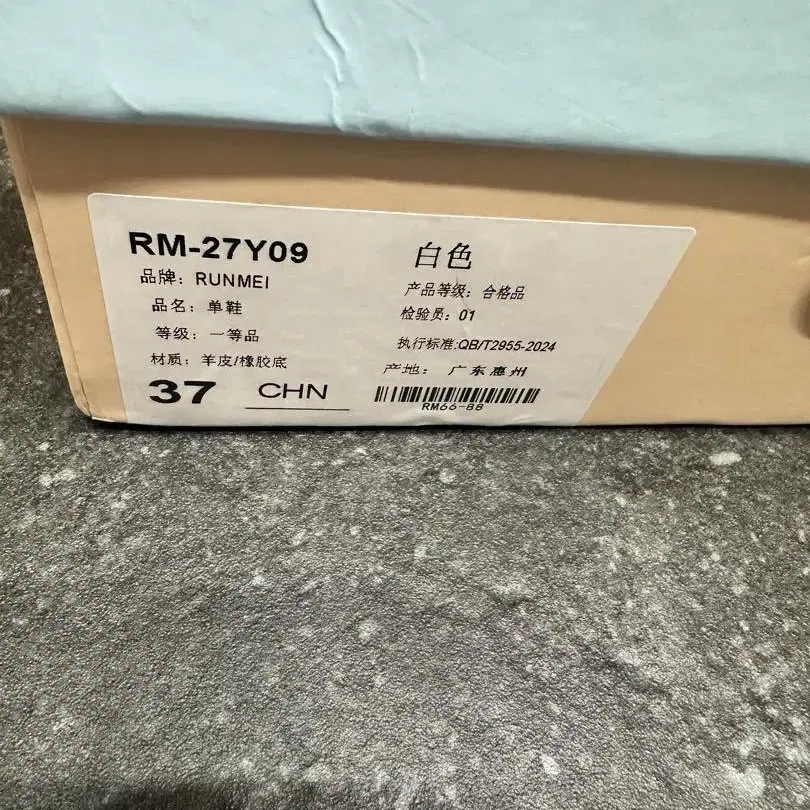 RM-27Y09
品牌: RUNMEI
品名: 单鞋
等级: 一等品
材质: 羊皮/橡胶底
37 CHN
白色
产品等级: 合格品
检验员: 01
执行标准:QB/T2955-2024
产地: 广东惠州
RM66-88